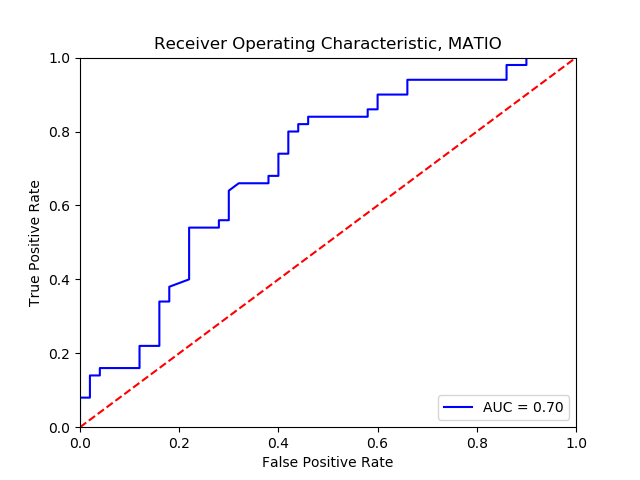 Receiver Operating Characteristic, MATIO
1.0
0.8
0.6
0.4
0.2
0.0
True Positive Rate
AUC = 0.70
0.0 0.2 0.4 0.6 0.8 1.0
False Positive Rate